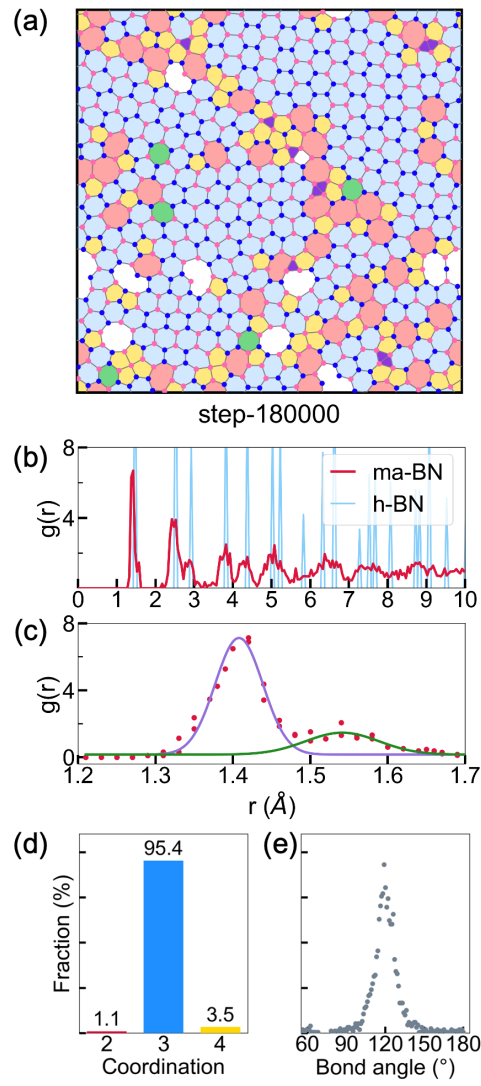 (a)
step-180000
(b)
8
4
g(r)
ma-BN
h-BN
0 1 2 3 4 5 6 7 8 9 10
(c)
8
4
0
g(r)
1.2 1.3 1.4 1.5 1.6 1.7
r (Å)
(d)
95.4
1.1
3.5
Fraction (%)
2 3 4
Coordination
(e)
60 90 120 150 180
Bond angle (°)